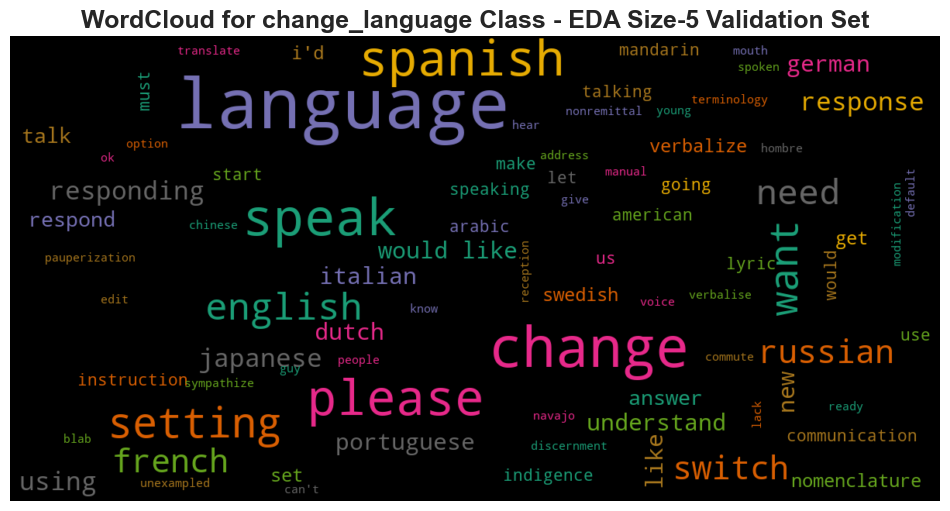 WordCloud for change_language Class - EDA Size-5 Validation Set
translate
i'd
spanish
mandarin
mouth
spoken
german
must
language
talking
nonremittal
young
terminology
response
talk
option
ok
hear
verbalize
hombre
start
make
address
let
manual
going
responding
speaking
give
need
default
modification
respond
chinese
speak
arabic
american
want
get
would like
pauperization
italian
reception
us
lyric
would
edit
english
know
swedish
voice
verbalise
dutch
change
use
japanese
guy
people
commute
russian
instruction
sympathize
please
answer
new
ready
setting
navajo
lack
understand
blab
portuguese
discernment
like
communication
french
set
indigence
switch
nomenclature
using
unexampled
can't